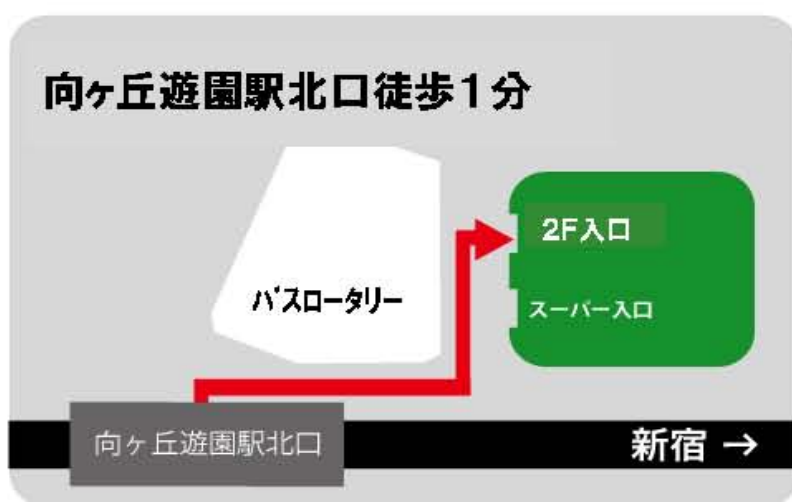 向ヶ丘遊園駅北口徒歩1分
2F入口
バスロータリー
スーパー入口
向ヶ丘遊園駅北口
新宿 →